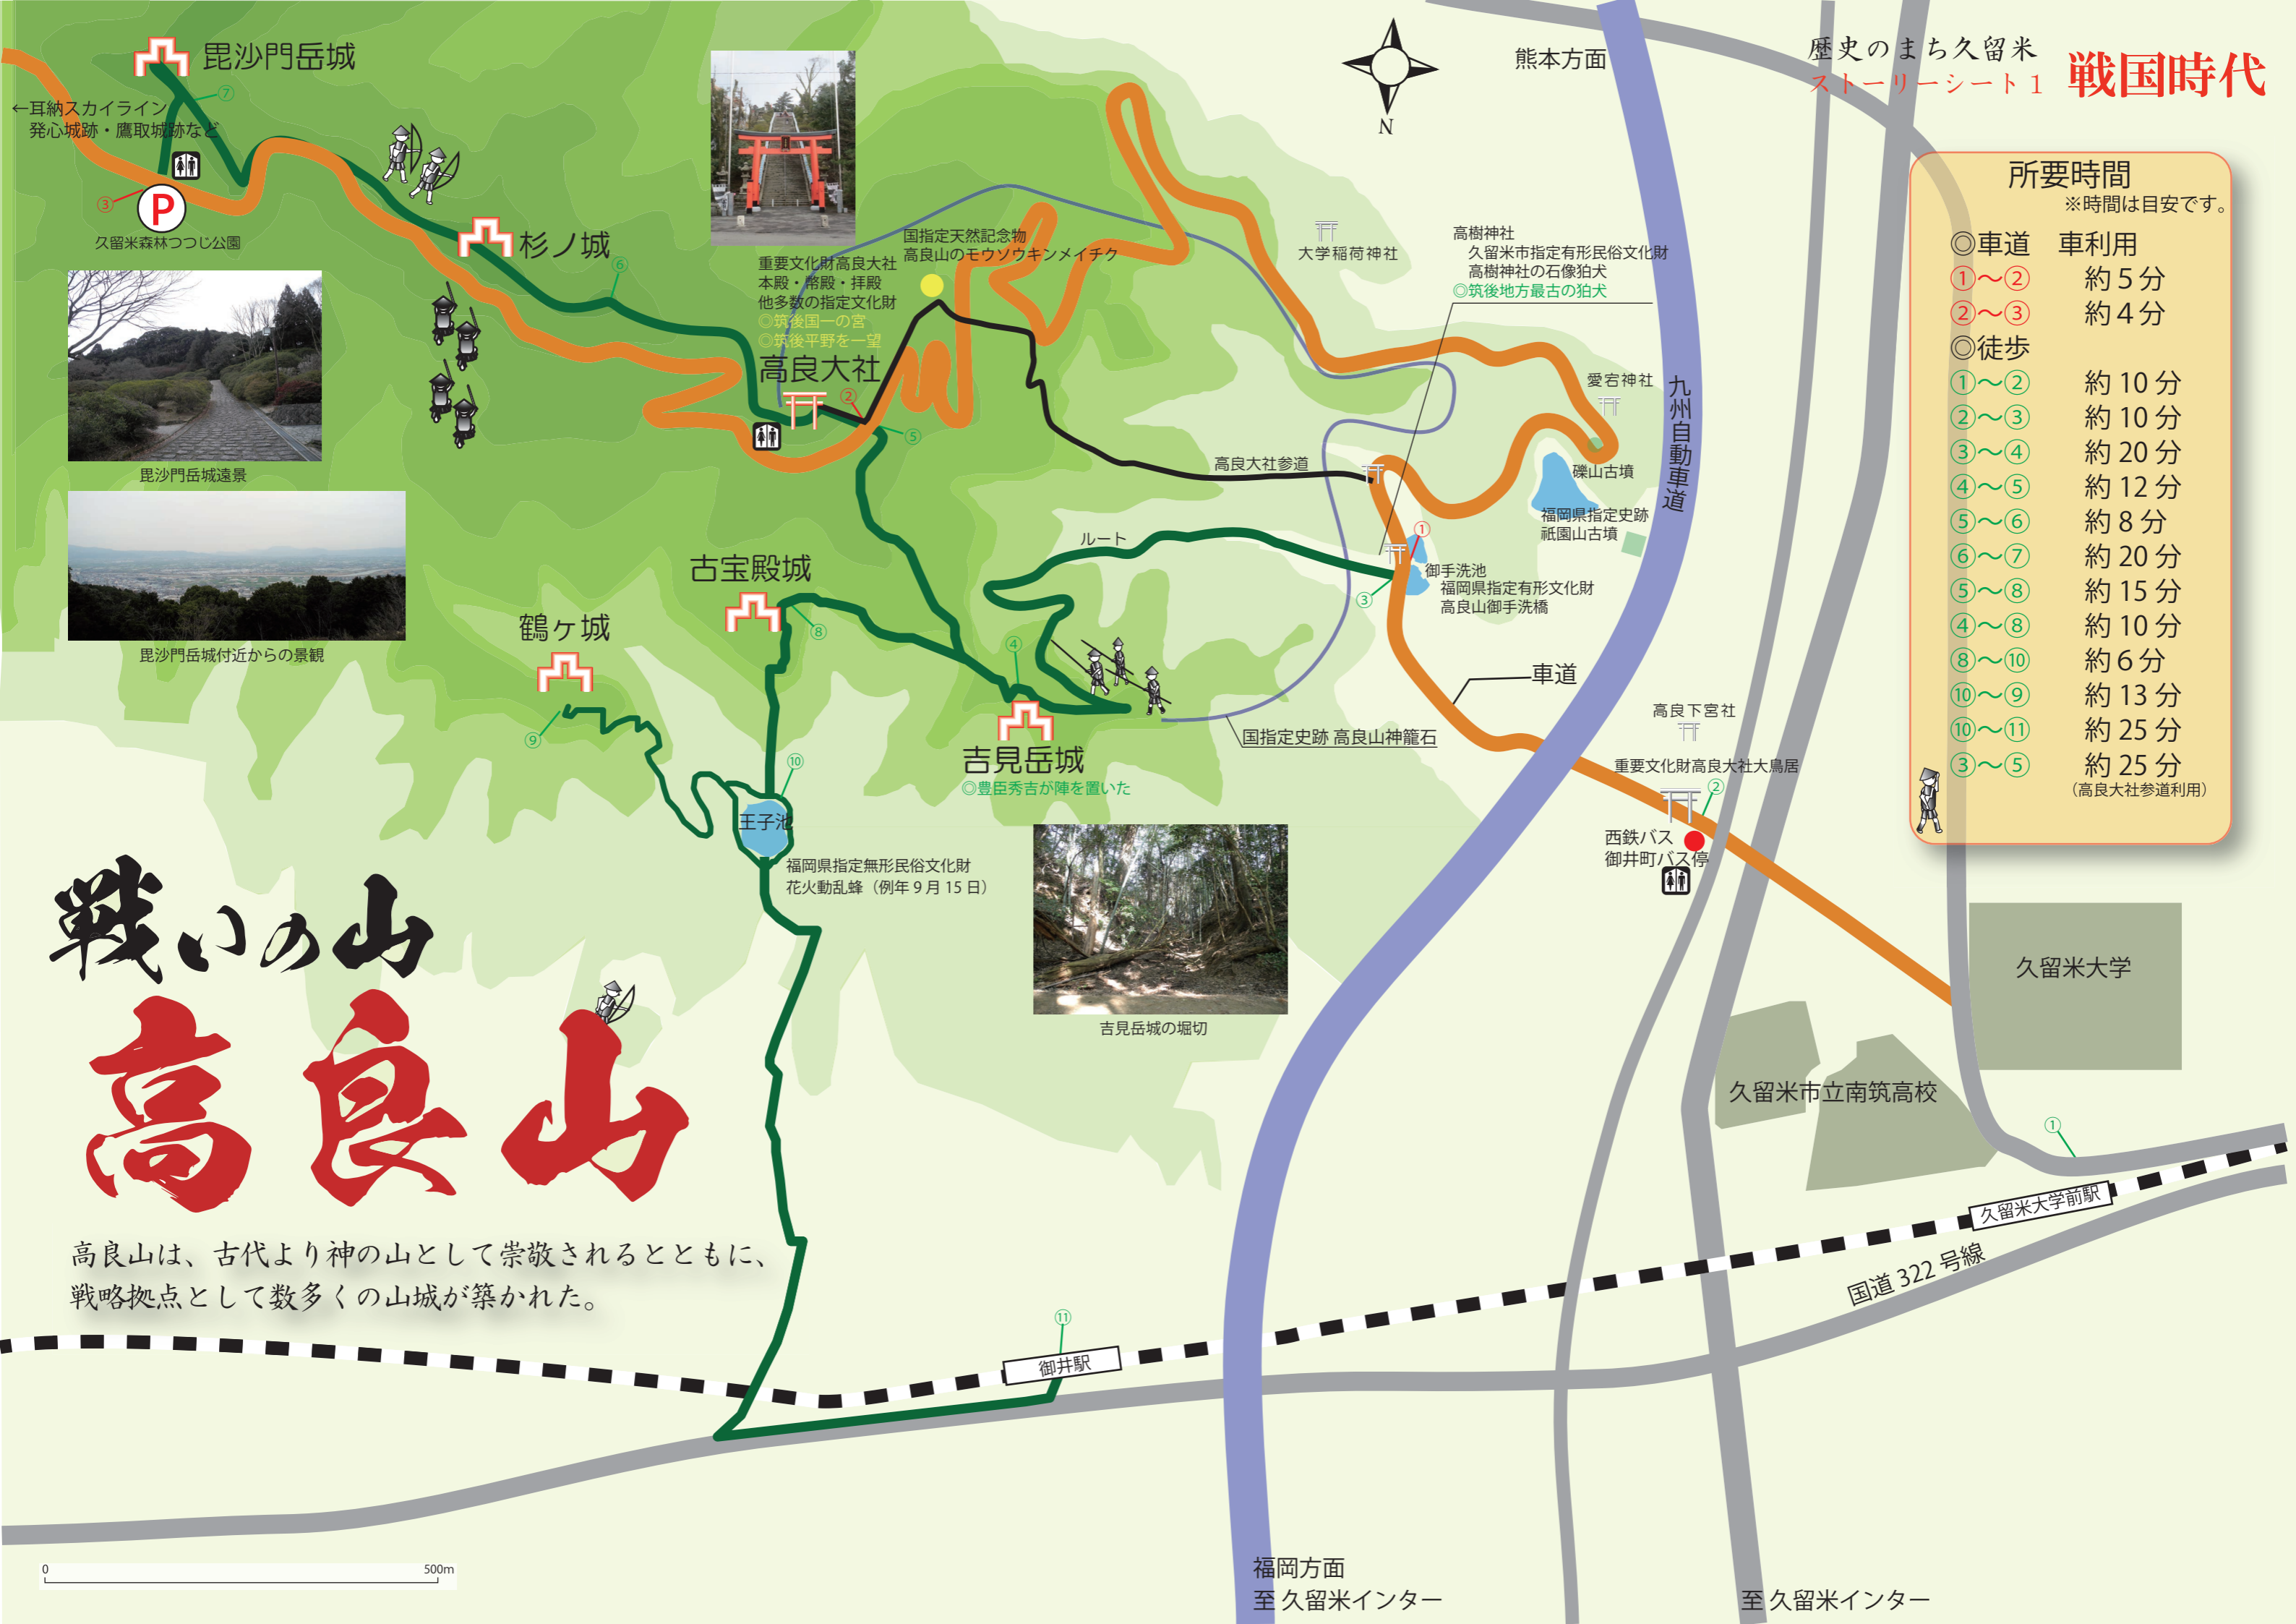 歴史のまち久留米
ストーリーシート１
戦国時代
所要時間
※時間は目安です。
◎車道　車利用
①～②　約５分
②～③　約４分
◎徒歩
①～②　約 10 分
②～③　約 10 分
③～④　約 20 分
④～⑤　約 12 分
⑤～⑥　約 8 分
⑥～⑦　約 20 分
⑤～⑧　約 15 分
④～⑧　約 10 分
⑧～⑩　約６分
⑩～⑨　約 13 分
⑩～⑪　約 25 分
③～⑤　約 25 分
（高良大社参道利用）
毘沙門岳城
⑦
←耳納スカイライン
発心城跡・鷹取城跡など
③
P
久留米森林つつじ公園
毘沙門岳城遠景
毘沙門岳城付近からの景観
杉ノ城
⑥
国指定天然記念物
高良山のモウソウキンメイチク
重要文化財高良大社
本殿・幣殿・拝殿
他多数の指定文化財
◎筑後国一の宮
◎筑後平野を一望
高良大社
②
⑤
N
熊本方面
大学稲荷神社
高樹神社
久留米市指定有形民俗文化財
高樹神社の石像狛犬
◎筑後地方最古の狛犬
愛宕神社
九州自動車道
高良大社参道
礫山古墳
福岡県指定史跡
祇園山古墳
ルート
①
御手洗池
福岡県指定有形文化財
高良山御手洗橋
③
古宝殿城
⑧
鶴ヶ城
⑨
④
吉見岳城
◎豊臣秀吉が陣を置いた
国指定史跡 高良山神籠石
車道
高良下宮社
重要文化財高良大社大鳥居
②
西鉄バス
御井町バス停
⑩
王子池
福岡県指定無形民俗文化財
花火動乱蜂（例年 9 月 15 日）
吉見岳城の堀切
久留米大学
久留米市立南筑高校
①
久留米大学前駅
国道 322 号線
戦いの山
高良山
高良山は、古代より神の山として崇敬されるとともに、
戦略拠点として数多くの山城が築かれた。
⑪
御井駅
0
500m
福岡方面
至 久留米インター
至 久留米インター